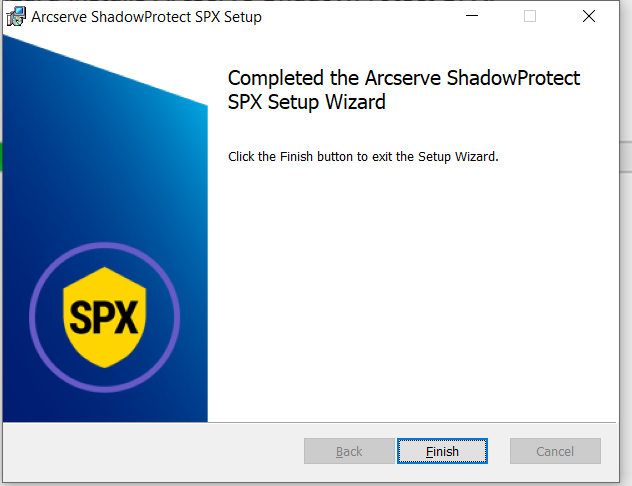 Arcserve ShadowProtect SPX Setup
Completed the Arcserve ShadowProtect
SPX Setup Wizard
Click the Finish button to exit the Setup Wizard.
SPX
Back
Finish
Cancel